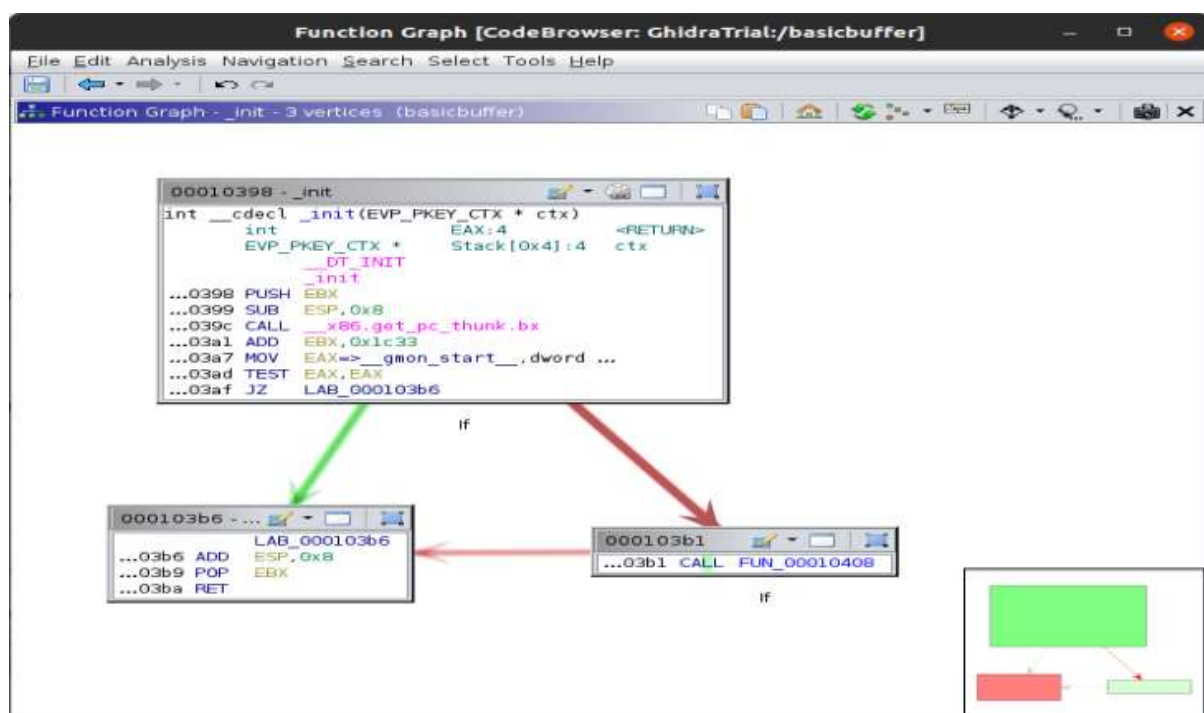 Function Graph [CodeBrowser: GhidraTrial:/basicbuffer]
File Edit Analysis Navigation Search Select Tools Help
Function Graph - _init - 3 vertices (basicbuffer)
00010398 - _init
int __cdecl _init(EVP_PKEY_CTX * ctx)
int EAX:4 <RETURN>
EVP_PKEY_CTX * Stack[0x4]:4 ctx
__DT_INIT
_init
...0398 PUSH EBX
...0399 SUB ESP,0x8
...039c CALL __x86.get_pc_thunk.bx
...03a1 ADD EBX,0x1c33
...03a7 MOV EAX=>__gmon_start__,dword ...
...03ad TEST EAX,EAX
...03af JZ LAB_000103b6
If
000103b6 - ...
LAB_000103b6
...03b6 ADD ESP,0x8
...03b9 POP EBX
...03ba RET
000103b1
...03b1 CALL FUN_00010408
If